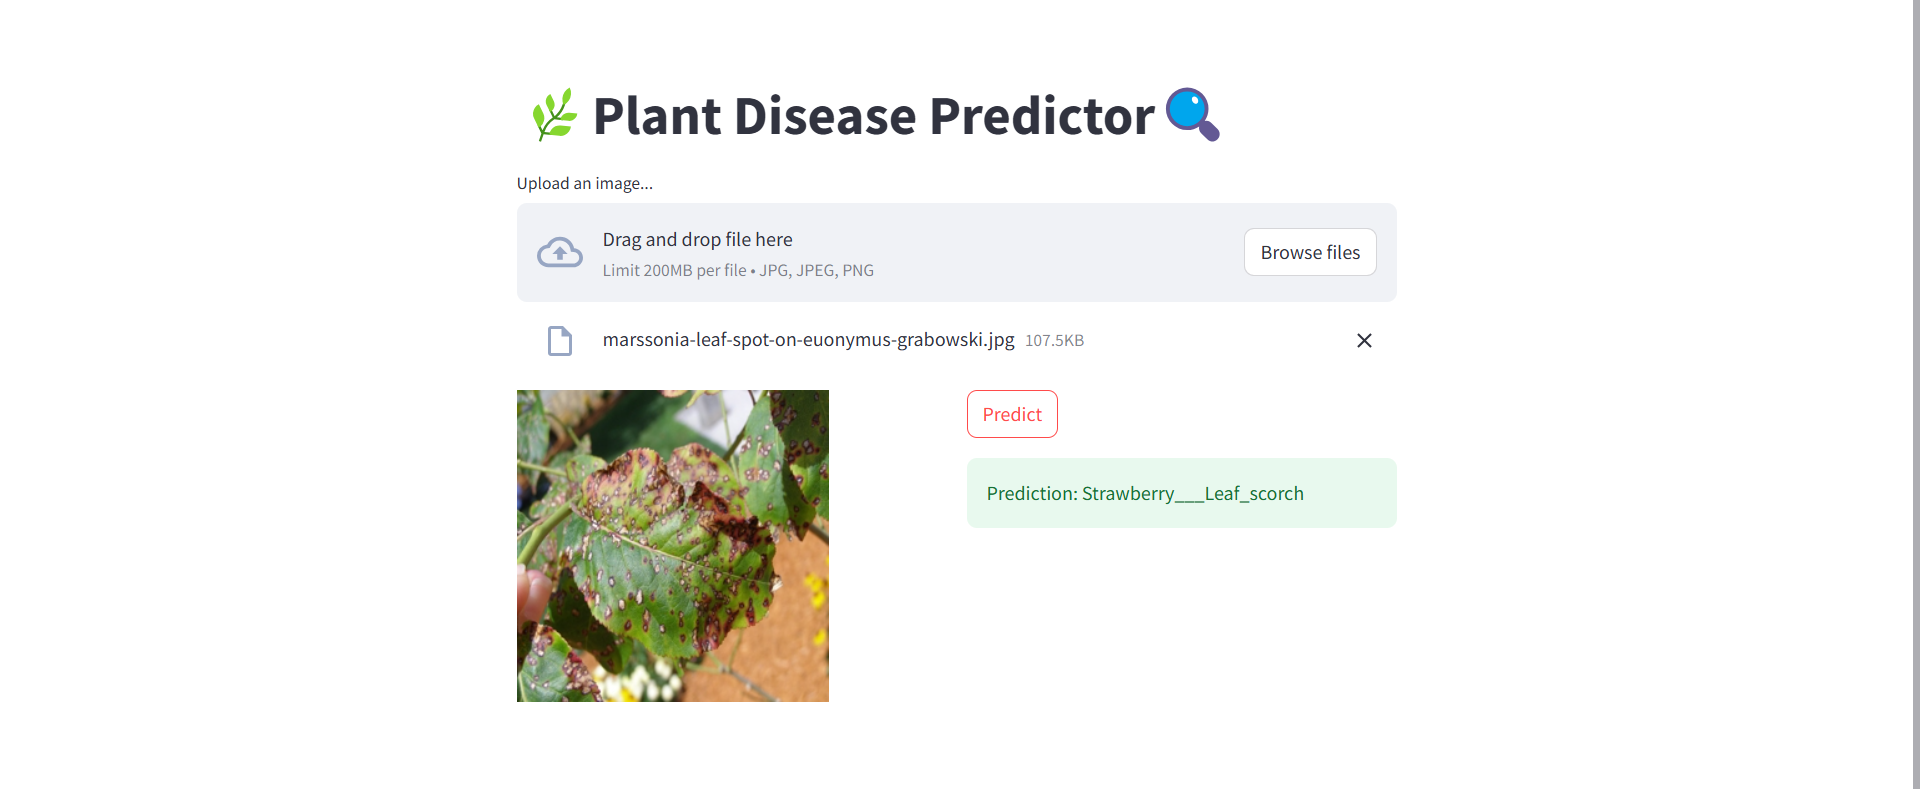 Plant Disease Predictor
Upload an image...
Drag and drop file here
Limit 200MB per file • JPG, JPEG, PNG
Browse files
marssonia-leaf-spot-on-euonymus-grabowski.jpg 107.5KB
Predict
Prediction: Strawberry___Leaf_scorch